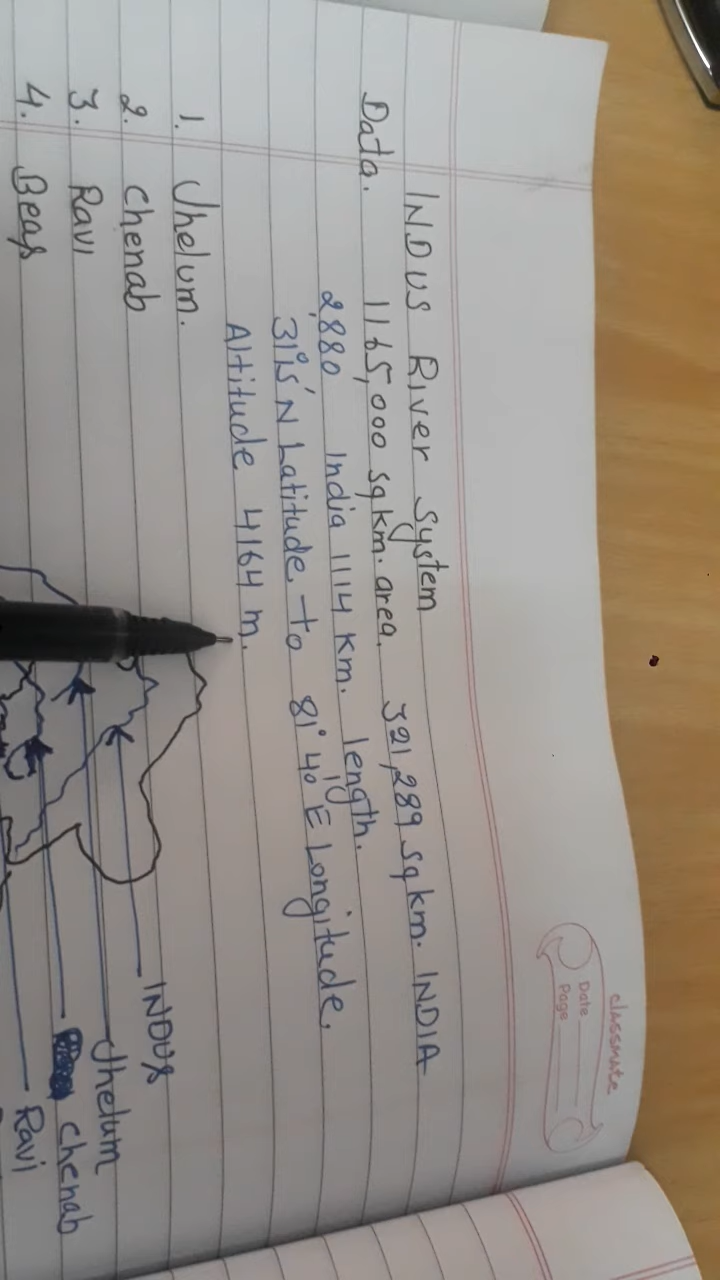 classmate
Date
Page
INDUS River System
Data. 1165,000 sq km. area. 321,289 sq km. INDIA
2,880 India 1114 km. length.
31°15' N Latitude to 81°40' E Longitude.
Altitude 4164 m.
1. Jhelum.
2. Chenab
3. Ravi
4. Beas
INDUS
Jhelum
Chenab
Ravi